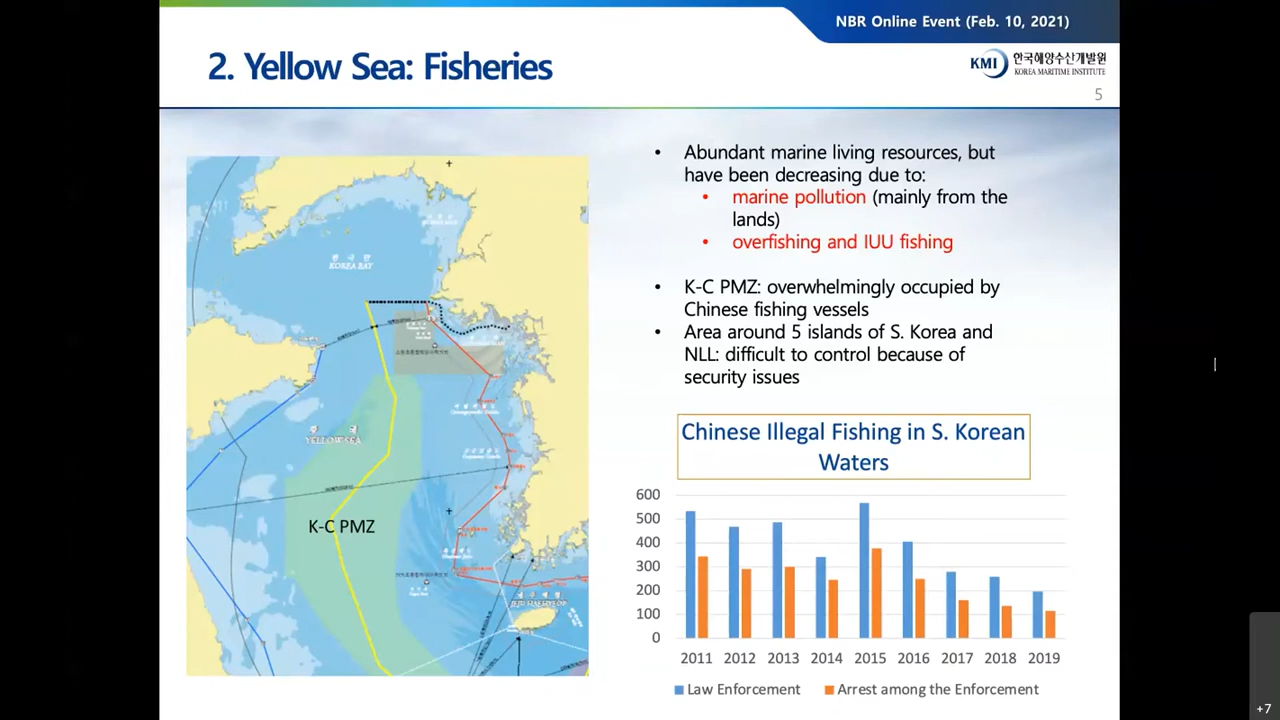 NBR Online Event (Feb. 10, 2021)
2. Yellow Sea: Fisheries
KMI 한국해양수산개발원
KOREA MARITIME INSTITUTE
5
• Abundant marine living resources, but
have been decreasing due to:
• marine pollution (mainly from the
lands)
• overfishing and IUU fishing
• K-C PMZ: overwhelmingly occupied by
Chinese fishing vessels
• Area around 5 islands of S. Korea and
NLL: difficult to control because of
security issues
KOREA BAY
YELLOW SEA
K-C PMZ
Chinese Illegal Fishing in S. Korean
Waters
600
500
400
300
200
100
0
2011 2012 2013 2014 2015 2016 2017 2018 2019
Law Enforcement Arrest among the Enforcement
+7